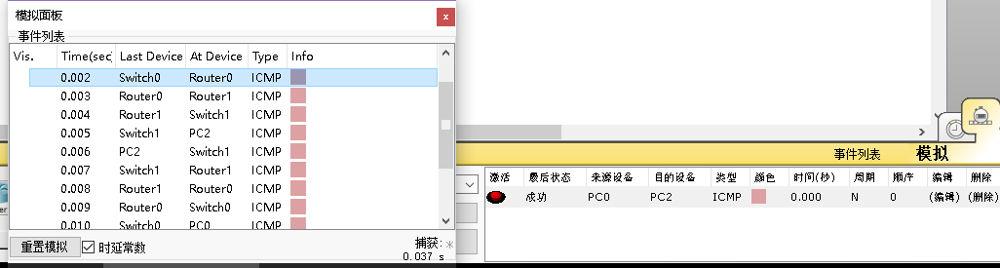 模拟面板
事件列表
Vis. Time(sec Last Device At Device Type Info
0.002 Switch0 Router0 ICMP
0.003 Router0 Router1 ICMP
0.004 Router1 Switch1 ICMP
0.005 Switch1 PC2 ICMP
0.006 PC2 Switch1 ICMP
0.007 Switch1 Router1 ICMP
0.008 Router1 Router0 ICMP
0.009 Router0 Switch0 ICMP
0.010 Switch0 PC0 ICMP
重置模拟 时延常数 捕获: *
0.037 s
事件列表 模拟
激活 最后状态 来源设备 目的设备 类型 颜色 时间(秒) 周期 顺序 编辑 删除
成功 PC0 PC2 ICMP 0.000 N 0 (编辑) (删除)
er